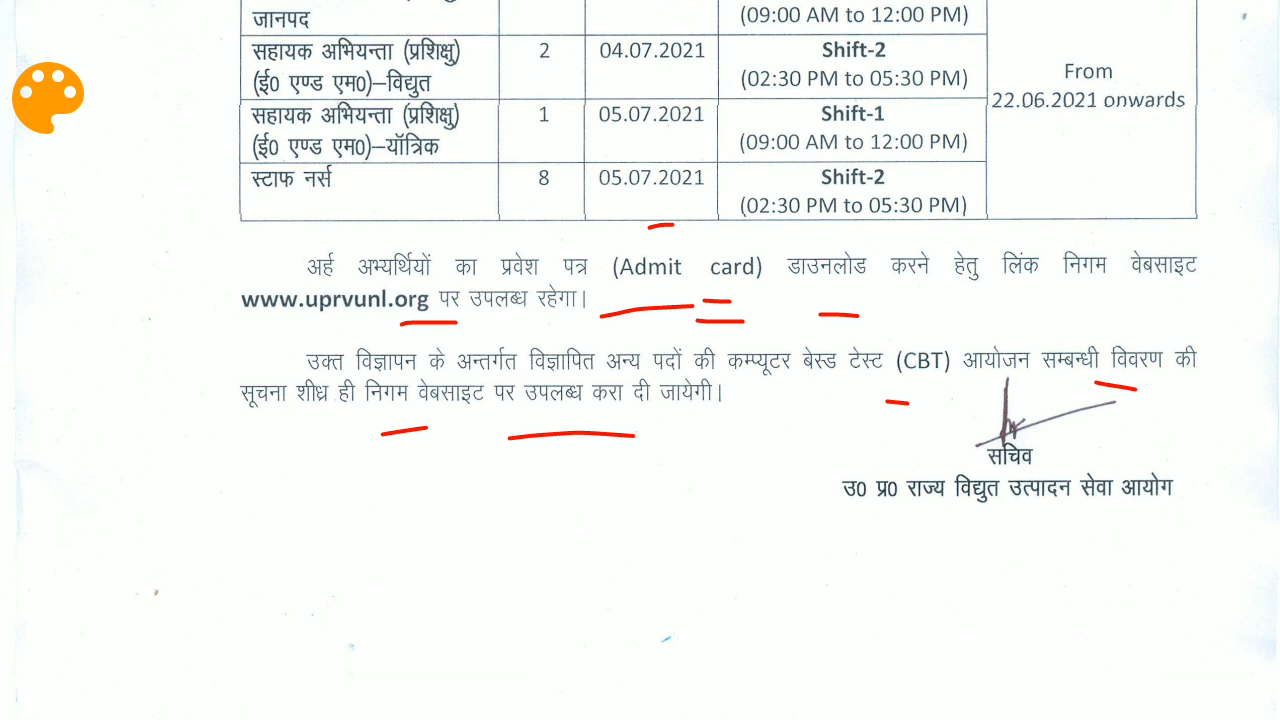 जानपद (09:00 AM to 12:00 PM)
सहायक अभियन्ता (प्रशिक्षु) 2 04.07.2021 Shift-2
(ई0 एण्ड एम0)–विद्युत (02:30 PM to 05:30 PM)
From
22.06.2021 onwards
सहायक अभियन्ता (प्रशिक्षु) 1 05.07.2021 Shift-1
(ई0 एण्ड एम0)–यॉत्रिक (09:00 AM to 12:00 PM)
स्टाफ नर्स 8 05.07.2021 Shift-2
(02:30 PM to 05:30 PM)
अर्ह अभ्यर्थियों का प्रवेश पत्र (Admit card) डाउनलोड करने हेतु लिंक निगम वेबसाइट
www.uprvunl.org पर उपलब्ध रहेगा।
उक्त विज्ञापन के अन्तर्गत विज्ञापित अन्य पदों की कम्प्यूटर बेस्ड टेस्ट (CBT) आयोजन सम्बन्धी विवरण की
सूचना शीध्र ही निगम वेबसाइट पर उपलब्ध करा दी जायेगी।
सचिव
उ0 प्र0 राज्य विद्युत उत्पादन सेवा आयोग